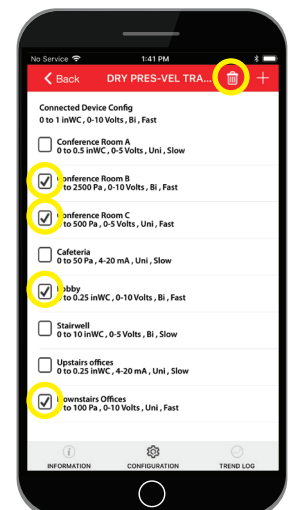 No Service 1:41 PM
Back DRY PRES-VEL TRA...
Connected Device Config
0 to 1 inWC , 0-10 Volts , Bi , Fast
Conference Room A
0 to 0.5 inWC , 0-5 Volts , Uni , Slow
Conference Room B
to 2500 Pa , 0-10 Volts , Bi , Fast
Conference Room C
to 500 Pa , 0-5 Volts , Uni , Fast
Cafeteria
0 to 50 Pa , 4-20 mA , Uni , Slow
Lobby
to 0.25 inWC , 0-10 Volts , Bi , Fast
Stairwell
0 to 10 inWC , 0-5 Volts , Bi , Slow
Upstairs offices
0 to 0.25 inWC , 4-20 mA , Uni , Slow
Downstairs Offices
to 100 Pa , 0-10 Volts , Uni , Fast
INFORMATION CONFIGURATION TREND LOG